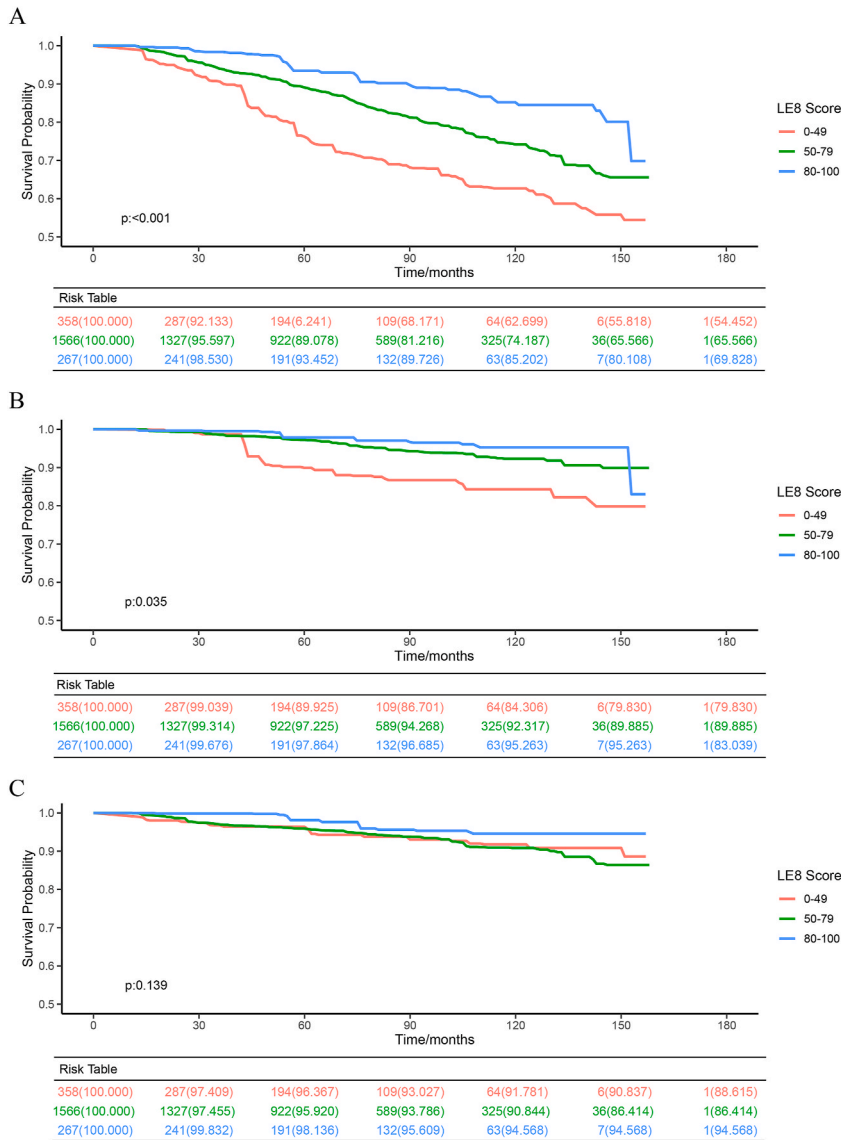 A
1.0
0.9
0.8
0.7
0.6
0.5
Survival Probability
p:<0.001
0 30 60 90 120 150 180
Time/months
LE8 Score
0-49
50-79
80-100
Risk Table
358(100.000) 287(92.133) 194(6.241) 109(68.171) 64(62.699) 6(55.818) 1(54.452)
1566(100.000) 1327(95.597) 922(89.078) 589(81.216) 325(74.187) 36(65.566) 1(65.566)
267(100.000) 241(98.530) 191(93.452) 132(89.726) 63(85.202) 7(80.108) 1(69.828)
B
1.0
0.9
0.8
0.7
0.6
0.5
Survival Probability
p:0.035
0 30 60 90 120 150 180
Time/months
LE8 Score
0-49
50-79
80-100
Risk Table
358(100.000) 287(99.039) 194(89.925) 109(86.701) 64(84.306) 6(79.830) 1(79.830)
1566(100.000) 1327(99.314) 922(97.225) 589(94.268) 325(92.317) 36(89.885) 1(89.885)
267(100.000) 241(99.676) 191(97.864) 132(96.685) 63(95.263) 7(95.263) 1(83.039)
C
1.0
0.9
0.8
0.7
0.6
0.5
Survival Probability
p:0.139
0 30 60 90 120 150 180
Time/months
LE8 Score
0-49
50-79
80-100
Risk Table
358(100.000) 287(97.409) 194(96.367) 109(93.027) 64(91.781) 6(90.837) 1(88.615)
1566(100.000) 1327(97.455) 922(95.920) 589(93.786) 325(90.844) 36(86.414) 1(86.414)
267(100.000) 241(99.832) 191(98.136) 132(95.609) 63(94.568) 7(94.568) 1(94.568)